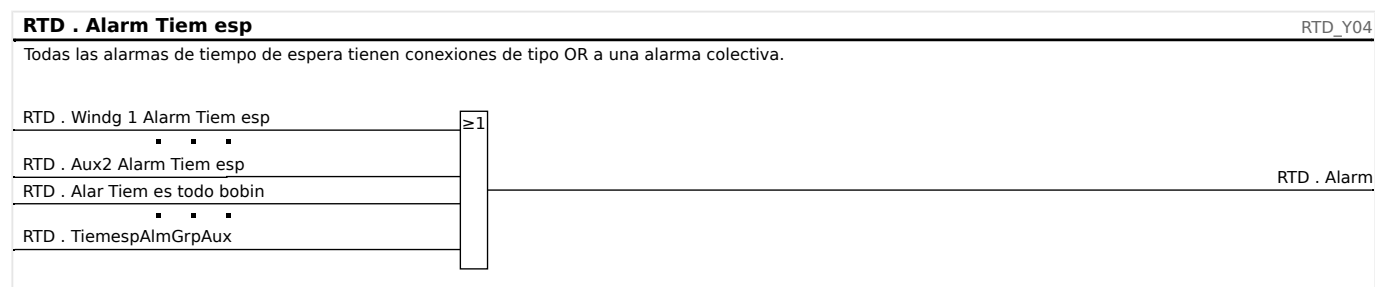 RTD . Alarm Tiem esp
RTD_Y04
Todas las alarmas de tiempo de espera tienen conexiones de tipo OR a una alarma colectiva.
RTD . Windg 1 Alarm Tiem esp
≥1
RTD . Aux2 Alarm Tiem esp
RTD . Alarm
RTD . Alar Tiem es todo bobin
RTD . TiemespAlmGrpAux